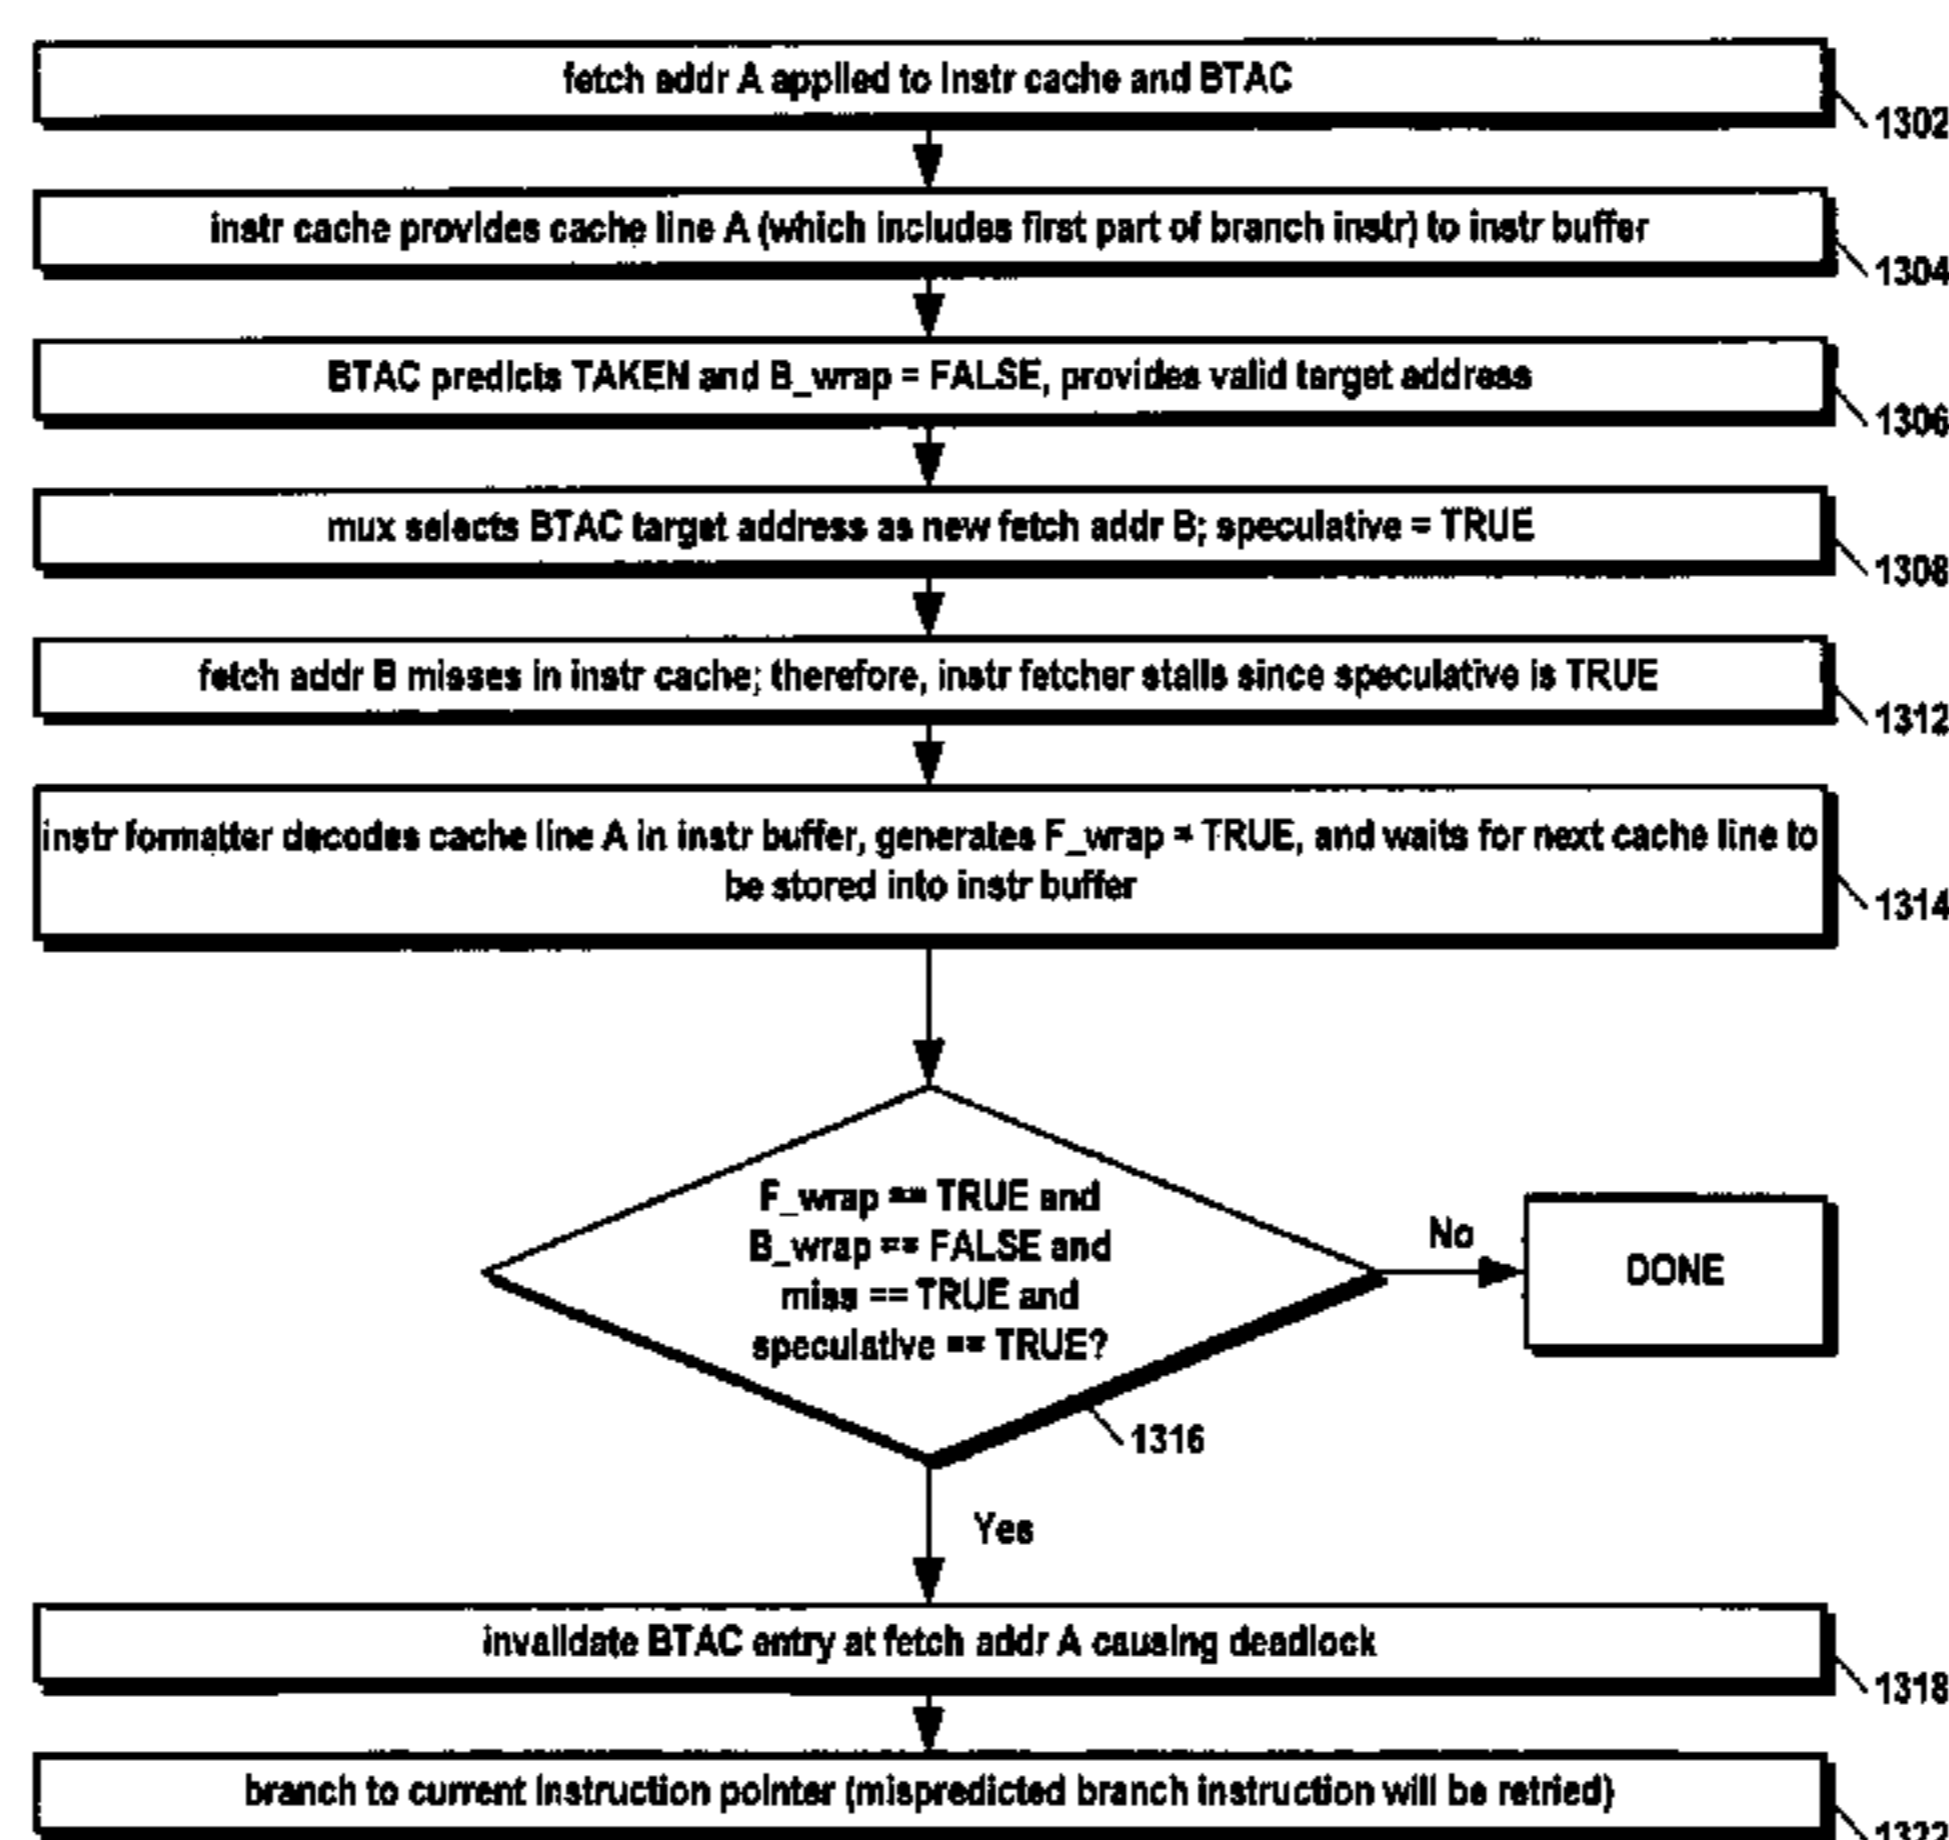 fetch addr A applied to instr cache and BTAC
1302
instr cache provides cache line A (which includes first part of branch instr) to instr buffer
1304
BTAC predicts TAKEN and B_wrap = FALSE, provides valid target address
1306
mux selects BTAC target address as new fetch addr B; speculative = TRUE
1308
fetch addr B misses in instr cache; therefore, instr fetcher stalls since speculative is TRUE
1312
instr formatter decodes cache line A in instr buffer, generates F_wrap = TRUE, and waits for next cache line to
be stored into instr buffer
1314
F_wrap == TRUE and
B_wrap == FALSE and
miss == TRUE and
speculative == TRUE?
1316
No
DONE
Yes
invalidate BTAC entry at fetch addr A causing deadlock
1318
branch to current instruction pointer (mispredicted branch instruction will be retried)